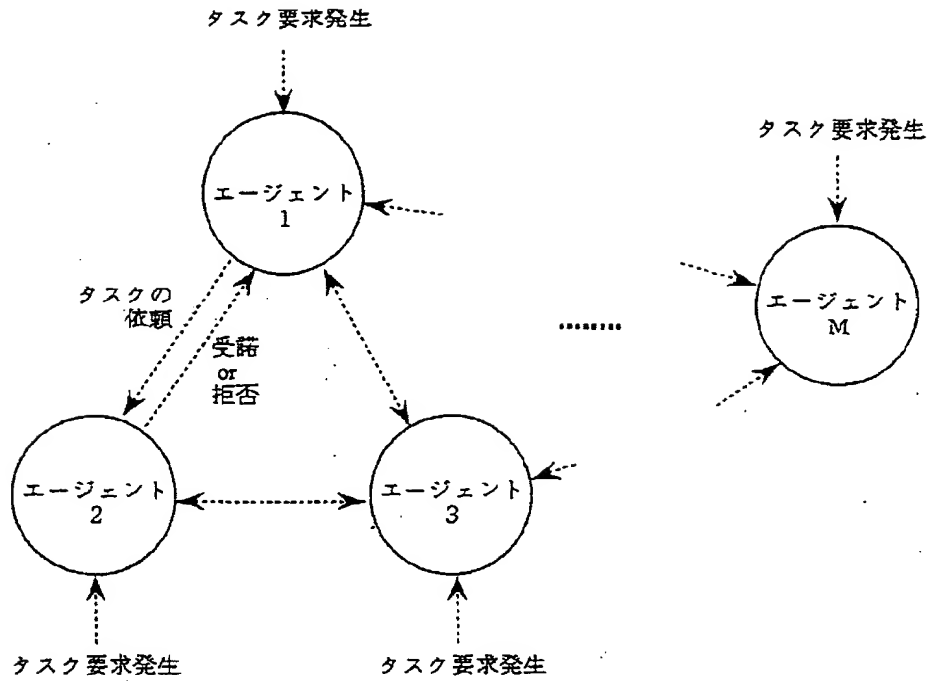 タスク要求発生
エージェント
1
タスク要求発生
エージェント
M
タスクの
依頼
受諾
or
拒否
エージェント
2
エージェント
3
タスク要求発生
タスク要求発生